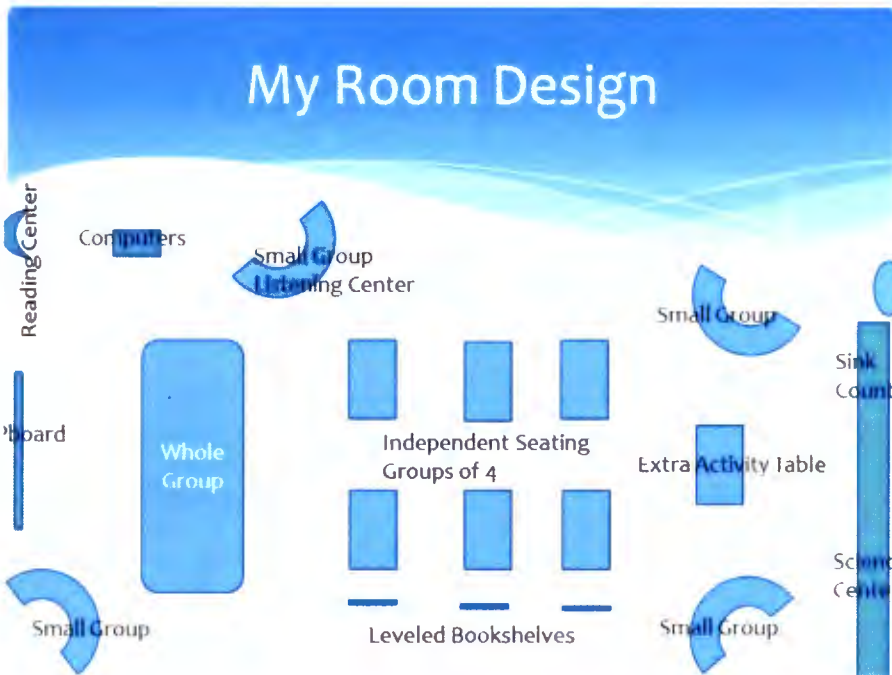 My Room Design
Reading Center
Computers
Small Group
Listening Center
Small Group
Sink
Whole
Group
Independent Seating
Groups of 4
Extra Activity Table
Small Group
Leveled Bookshelves
Small Group